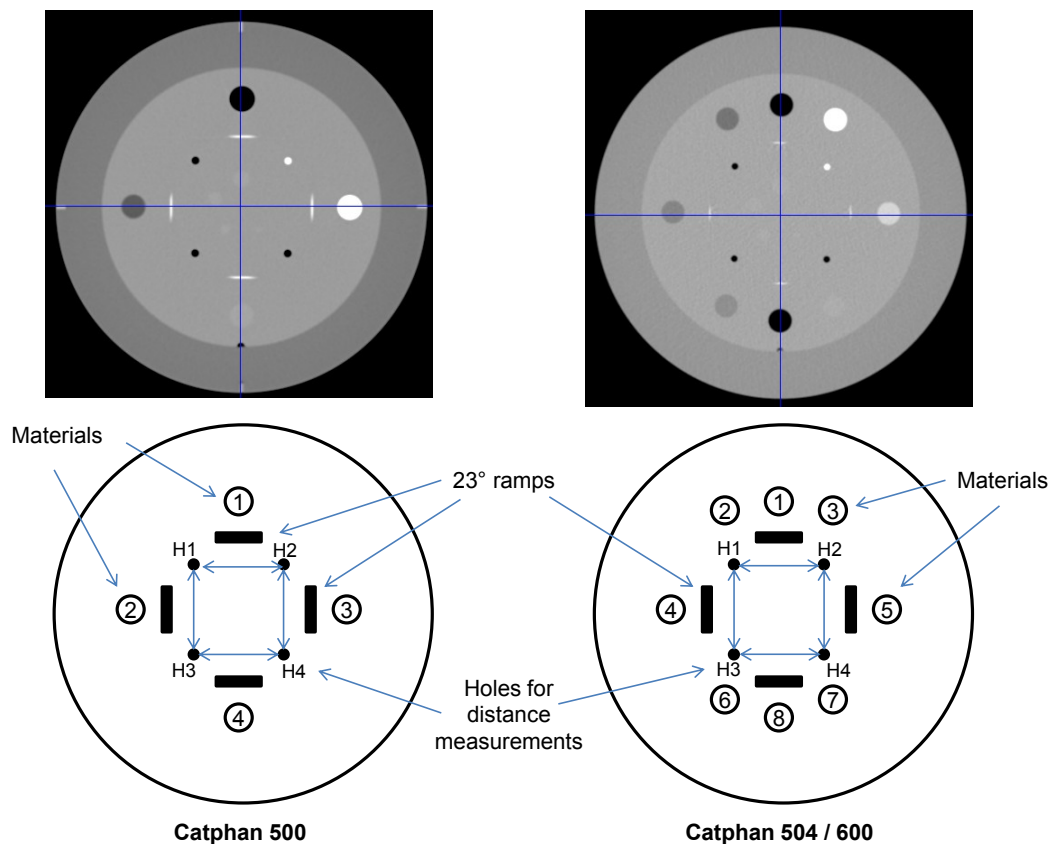 Materials
23° ramps
Materials
①
H1
H2
②
③
H3
H4
④
②
①
③
H1
H2
④
⑤
H3
H4
⑥
⑦
⑧
Holes for
distance
measurements
Catphan 500
Catphan 504 / 600